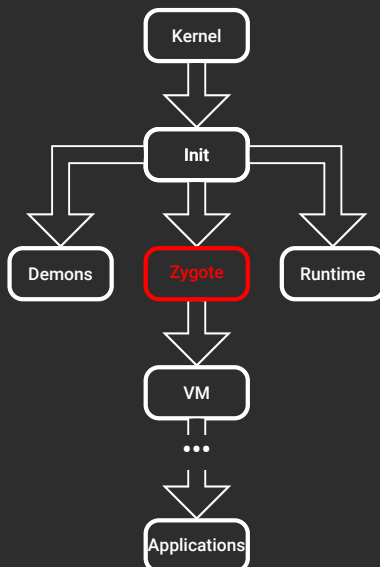 Kernel
Init
Demons
Zygote
Runtime
VM
...
Applications